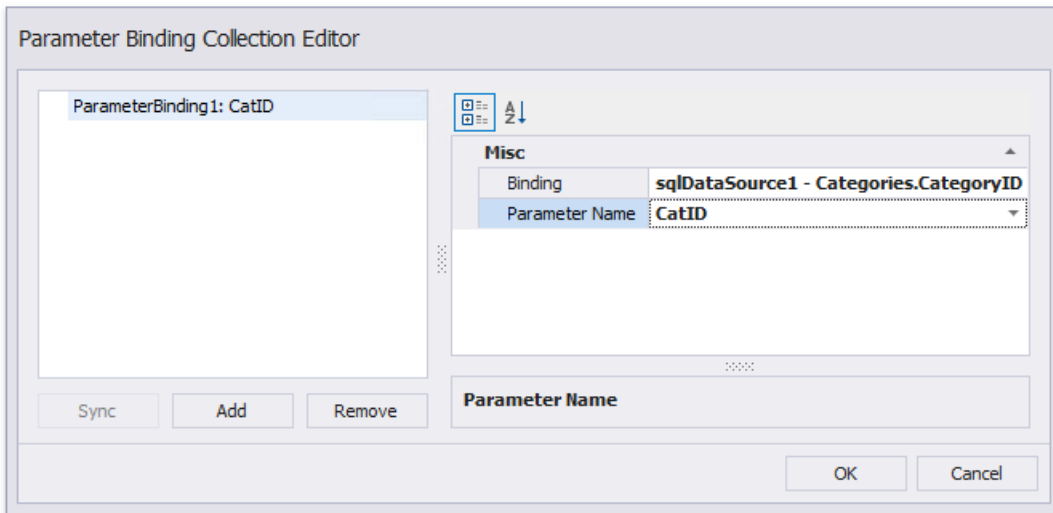 Parameter Binding Collection Editor
ParameterBinding1: CatID
Misc
Binding sqlDataSource1 - Categories.CategoryID
Parameter Name CatID
Sync Add Remove
Parameter Name
OK Cancel